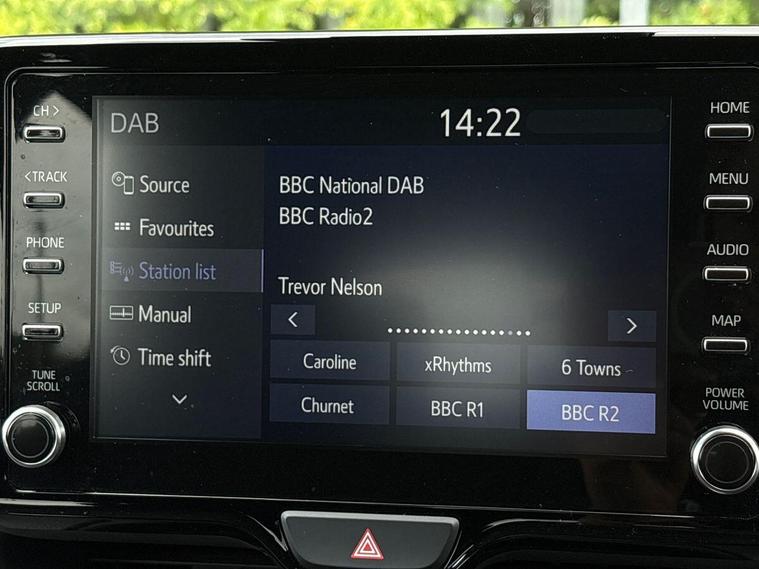 CH >
< TRACK
PHONE
SETUP
TUNE
SCROLL
DAB
14:22
Source
Favourites
Station list
Manual
Time shift
BBC National DAB
BBC Radio2
Trevor Nelson
Caroline
xRhythms
6 Towns
Churnet
BBC R1
BBC R2
HOME
MENU
AUDIO
MAP
POWER
VOLUME